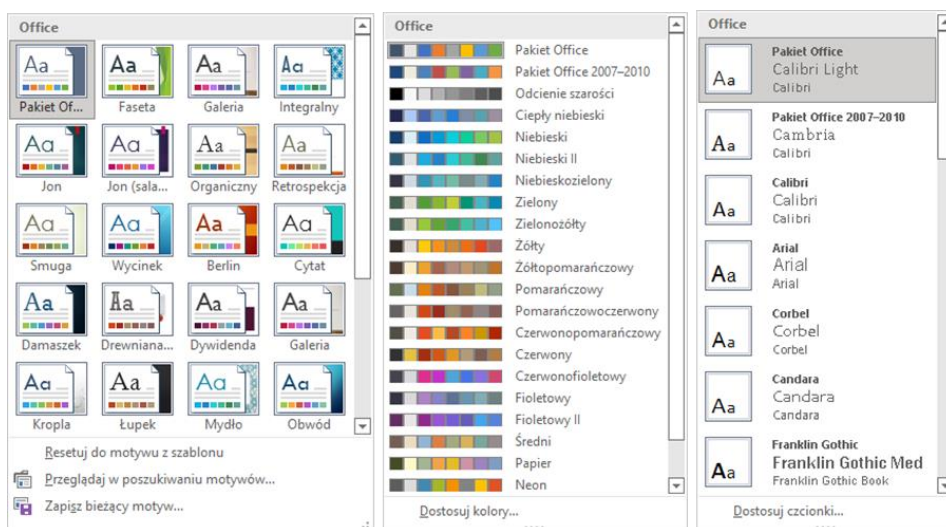 Office
Aa Aa Aa Aa
Pakiet Of... Faseta Galeria Integralny
Aa Aa Aa Aa
Jon Jon (sala... Organiczny Retrospekcja
Aa Aa Aa Aa
Smuga Wycinek Berlin Cytat
Aa Aa Aa Aa
Damaszek Drewniana... Dywidenda Galeria
Aa Aa Aa Aa
Kropla Łupek Mydło Obwód
Resetuj do motywu z szablonu
Przeglądaj w poszukiwaniu motywów...
Zapisz bieżący motyw...
Office
Pakiet Office
Pakiet Office 2007–2010
Odcienie szarości
Ciepły niebieski
Niebieski
Niebieski II
Niebieskozielony
Zielony
Zielonożółty
Żółty
Żółtopomarańczowy
Pomarańczowy
Pomarańczowoczerwony
Czerwonopomarańczowy
Czerwony
Czerwonofioletowy
Fioletowy
Fioletowy II
Średni
Papier
Neon
Dostosuj kolory...
Office
Pakiet Office
Aa Calibri Light
Calibri
Pakiet Office 2007–2010
Aa Cambria
Calibri
Calibri
Aa Calibri
Calibri
Arial
Aa Arial
Arial
Corbel
Aa Corbel
Corbel
Candara
Aa Candara
Candara
Franklin Gothic
Aa Franklin Gothic Med
Franklin Gothic Book
Dostosuj czcionki...